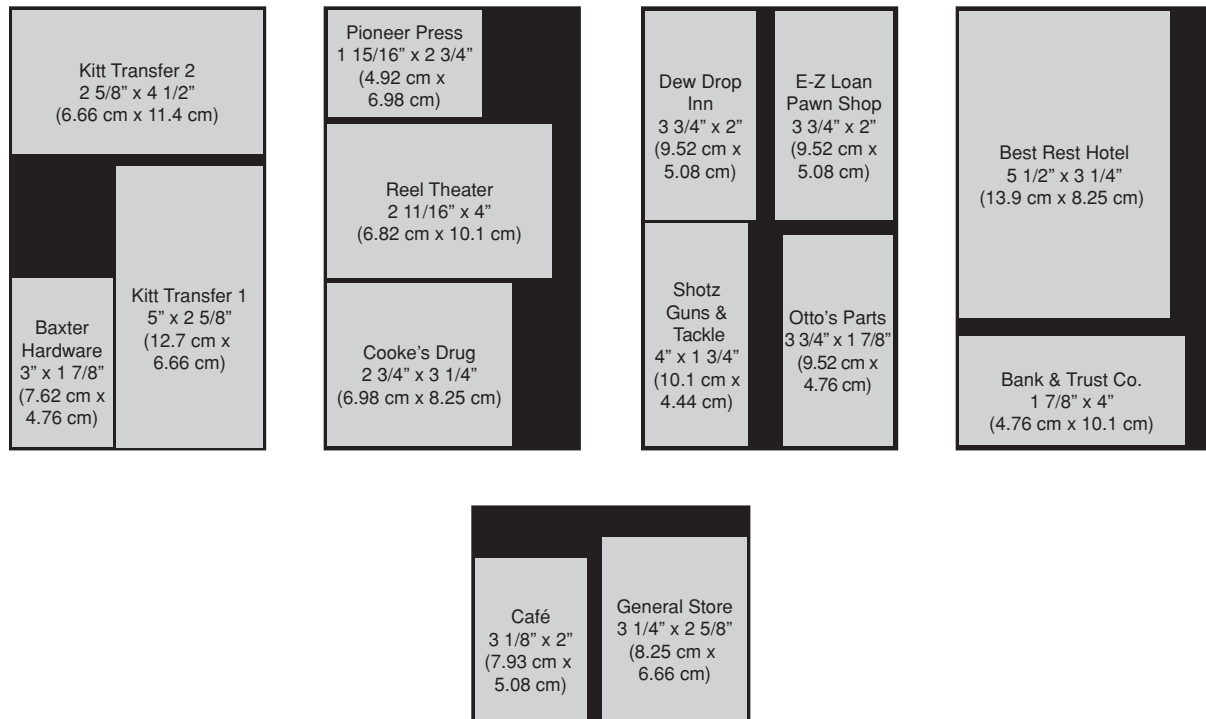 Kitt Transfer 2
2 5/8” x 4 1/2”
(6.66 cm x 11.4 cm)
Baxter
Hardware
3” x 1 7/8”
(7.62 cm x
4.76 cm)
Kitt Transfer 1
5” x 2 5/8”
(12.7 cm x
6.66 cm)
Pioneer Press
1 15/16” x 2 3/4”
(4.92 cm x
6.98 cm)
Reel Theater
2 11/16” x 4”
(6.82 cm x 10.1 cm)
Cooke’s Drug
2 3/4” x 3 1/4”
(6.98 cm x 8.25 cm)
Dew Drop
Inn
3 3/4” x 2”
(9.52 cm x
5.08 cm)
E-Z Loan
Pawn Shop
3 3/4” x 2”
(9.52 cm x
5.08 cm)
Shotz
Guns &
Tackle
4” x 1 3/4”
(10.1 cm x
4.44 cm)
Otto’s Parts
3 3/4” x 1 7/8”
(9.52 cm x
4.76 cm)
Best Rest Hotel
5 1/2” x 3 1/4”
(13.9 cm x 8.25 cm)
Bank & Trust Co.
1 7/8” x 4”
(4.76 cm x 10.1 cm)
Café
3 1/8” x 2”
(7.93 cm x
5.08 cm)
General Store
3 1/4” x 2 5/8”
(8.25 cm x
6.66 cm)